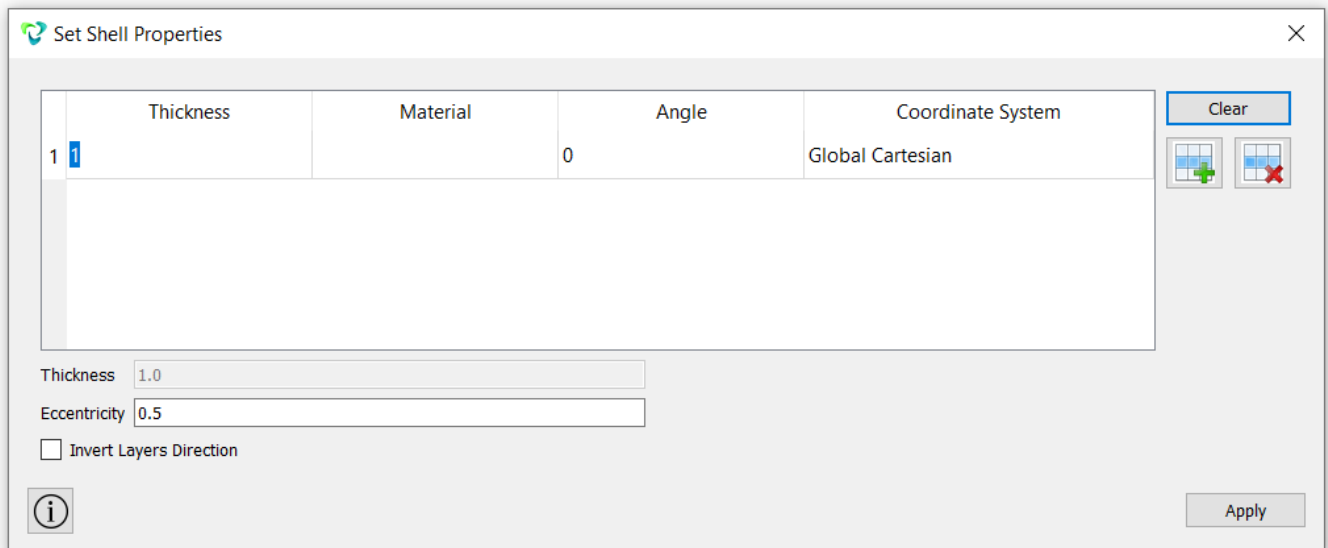 Set Shell Properties
Thickness Material Angle Coordinate System
Clear
1 1 0 Global Cartesian
Thickness 1.0
Eccentricity 0.5
Invert Layers Direction
i
Apply